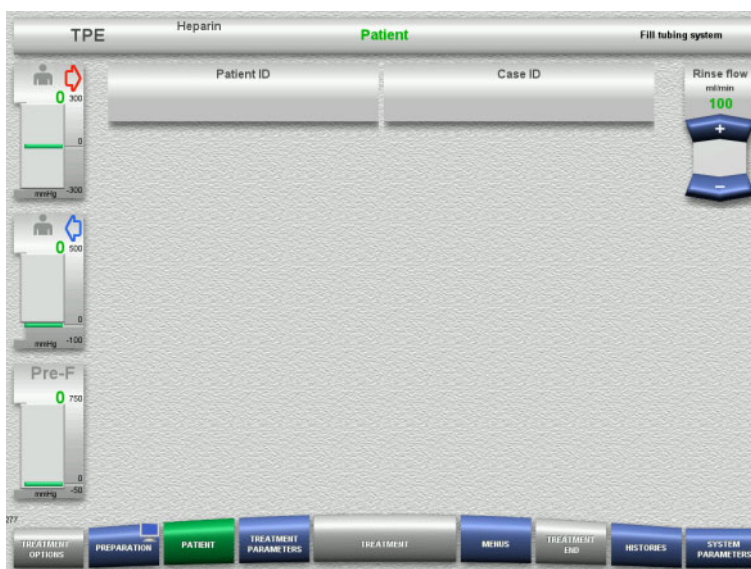 TPE
Heparin
Patient
Fill tubing system
0 300
0
mmHg -300
Patient ID
Case ID
Rinse flow
ml/min
100
+
−
0 500
0
-100
mmHg
Pre-F
0 750
0
mmHg -50
277
TREATMENT
OPTIONS
PREPARATION
PATIENT
TREATMENT
PARAMETERS
TREATMENT
MENUS
TREATMENT
END
HISTORIES
SYSTEM
PARAMETERS